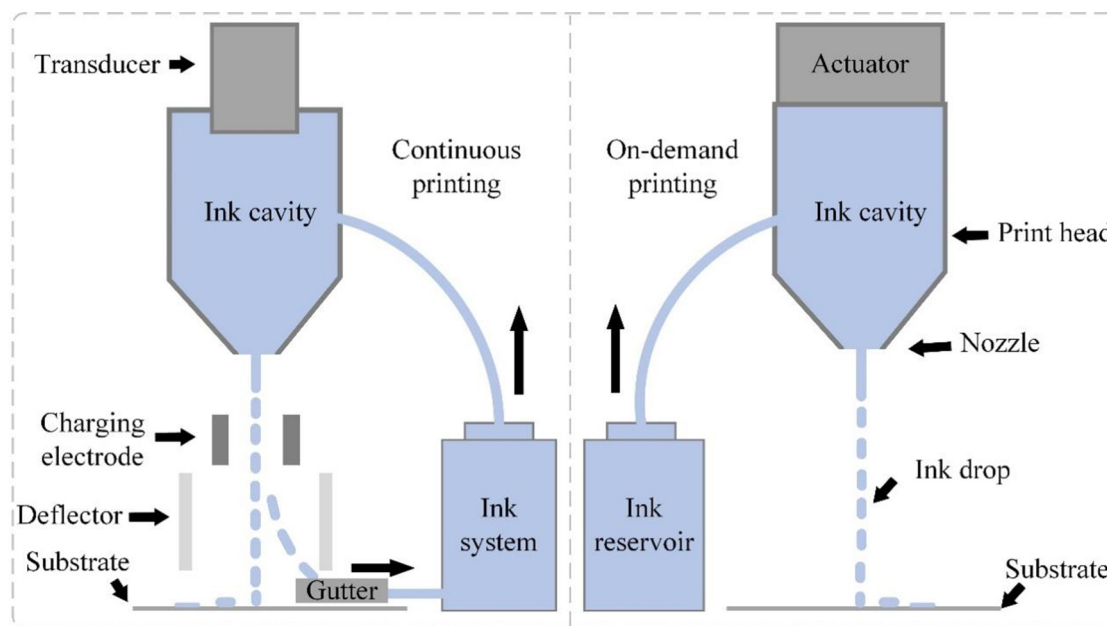 Transducer
Ink cavity
Continuous
printing
Charging
electrode
Deflector
Substrate
Gutter
Ink
system
Actuator
On-demand
printing
Ink cavity
Print head
Nozzle
Ink drop
Ink
reservoir
Substrate